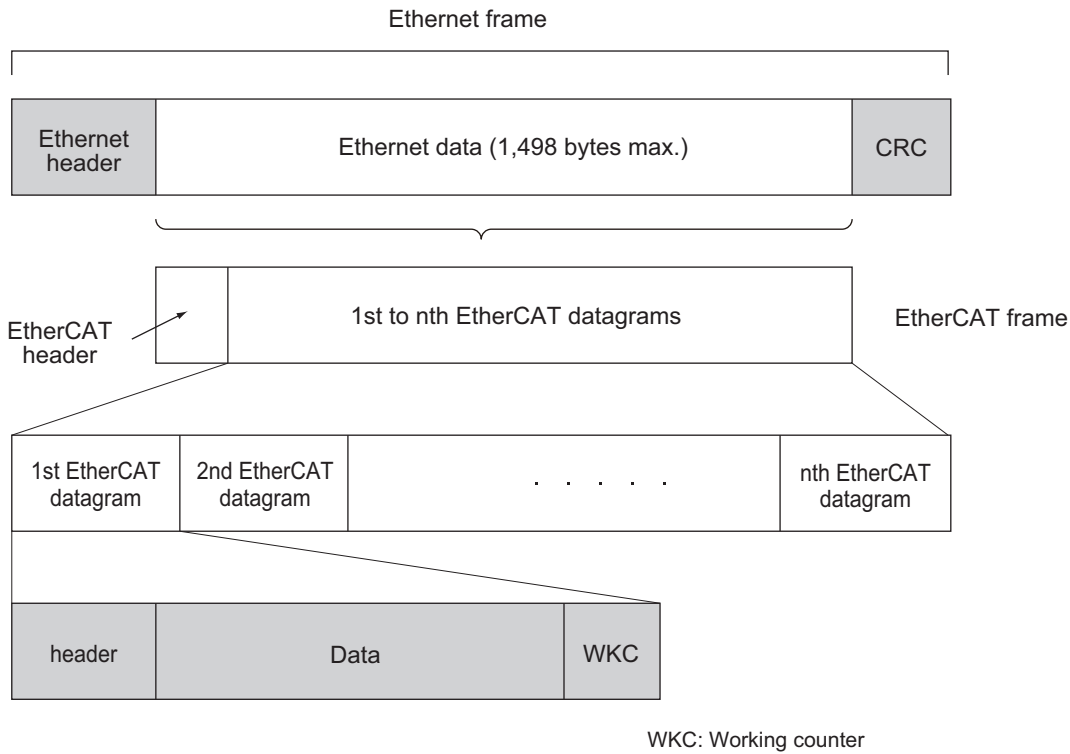 Ethernet frame
Ethernet
header
Ethernet data (1,498 bytes max.)
CRC
EtherCAT
header
1st to nth EtherCAT datagrams
EtherCAT frame
1st EtherCAT
datagram
2nd EtherCAT
datagram
. . . . .
nth EtherCAT
datagram
header
Data
WKC
WKC: Working counter